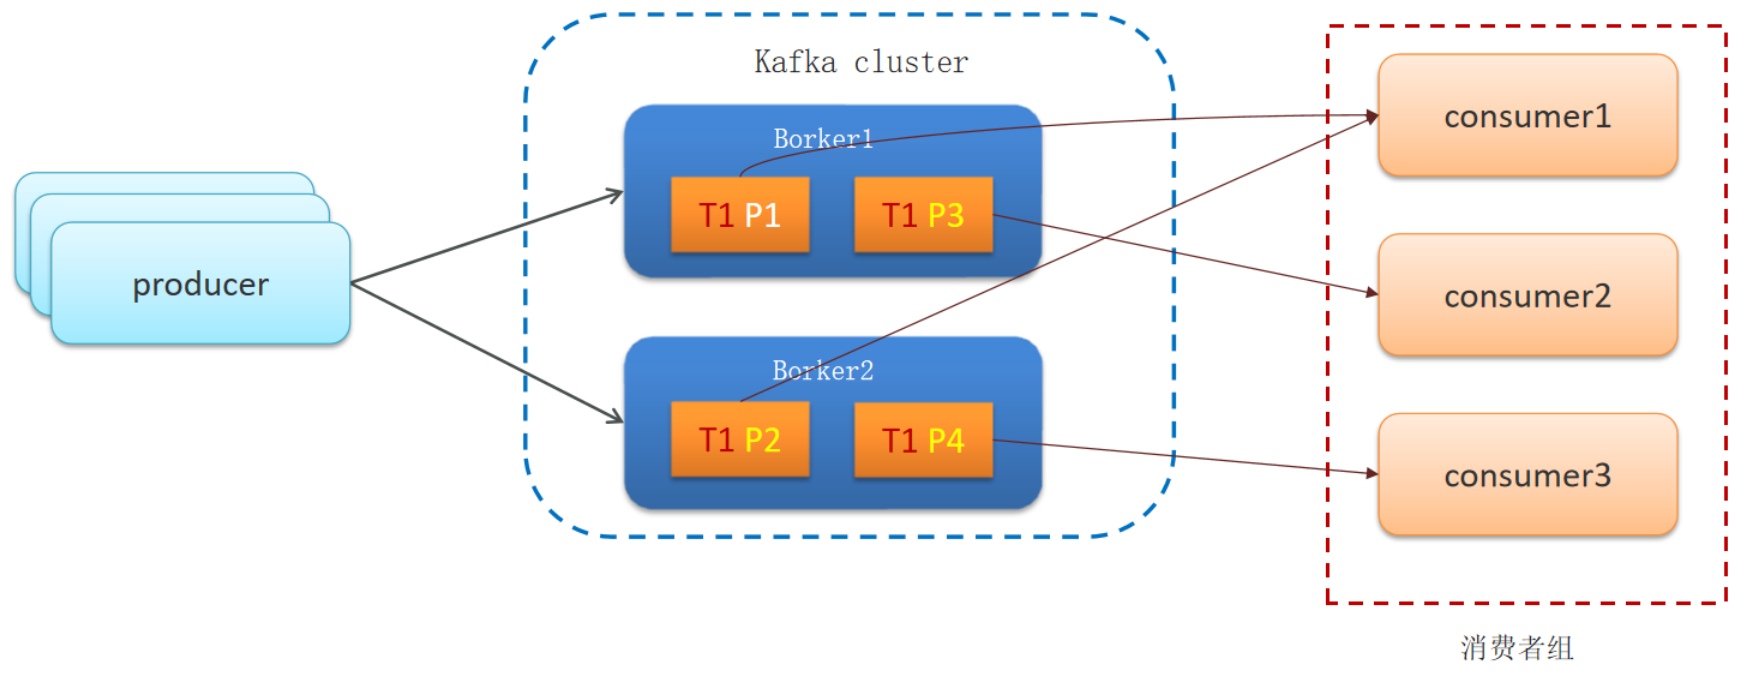 Kafka cluster
producer
Borker1
T1 P1
T1 P3
Borker2
T1 P2
T1 P4
consumer1
consumer2
consumer3
消费者组